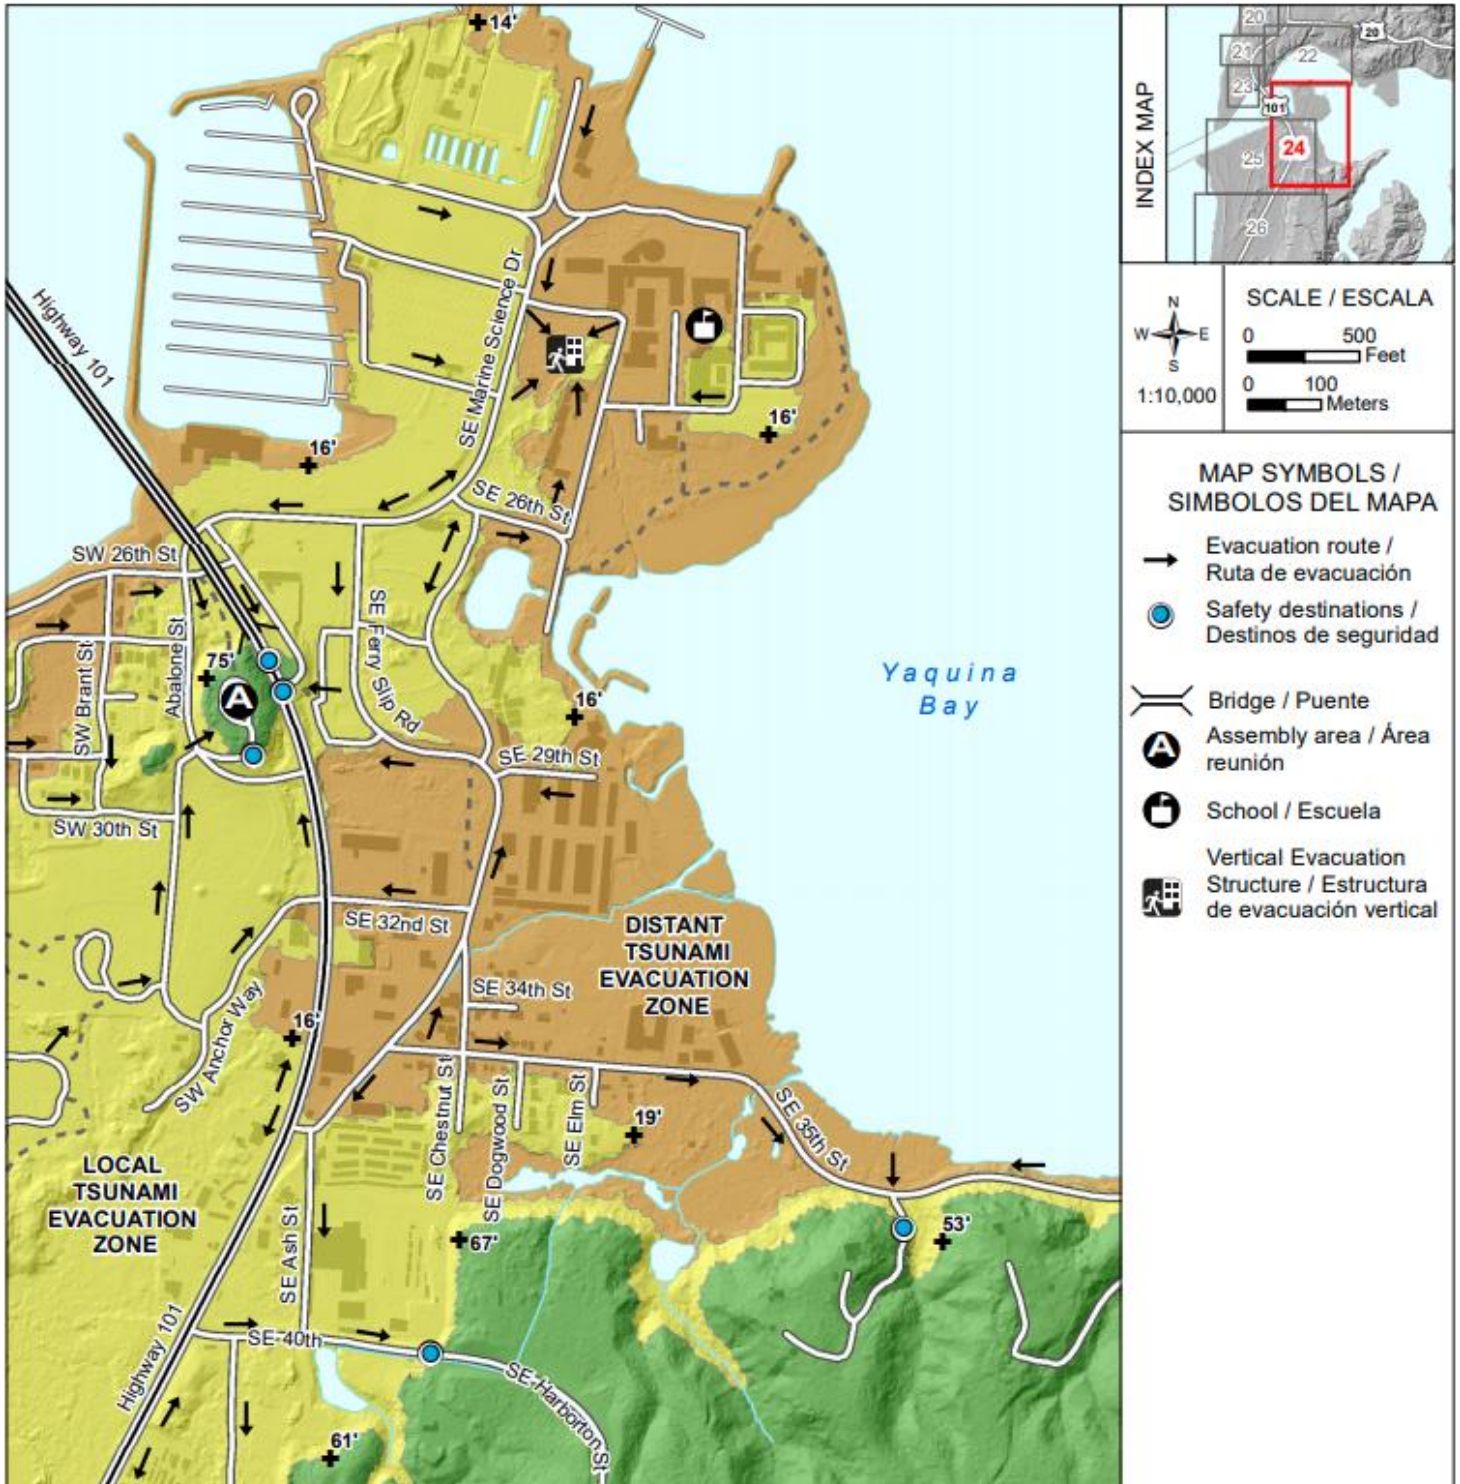 14'
Highway 101
SE Marine Science Dr
16'
16'
SE 26th St
SW 26th St
SW Brant St
Abalone St
75'
A
SE Ferry Slip Rd
16'
Yaquina
Bay
SE 29th St
SW 30th St
SE 32nd St
DISTANT
TSUNAMI
EVACUATION
ZONE
SE 34th St
SW Anchor Way
16'
SE Chestnut St
SE Dogwood St
SE Elm St
19'
SE 35th St
LOCAL
TSUNAMI
EVACUATION
ZONE
SE Ash St
67'
53'
Highway 101
SE 40th
SE Harborton St
61'
INDEX MAP
20
20
21
22
23
101
24
25
26
N
W E
S
1:10,000
SCALE / ESCALA
0 500
Feet
0 100
Meters
MAP SYMBOLS /
SIMBOLOS DEL MAPA
Evacuation route /
Ruta de evacuación
Safety destinations /
Destinos de seguridad
Bridge / Puente
A
Assembly area / Área
reunión
School / Escuela
Vertical Evacuation
Structure / Estructura
de evacuación vertical